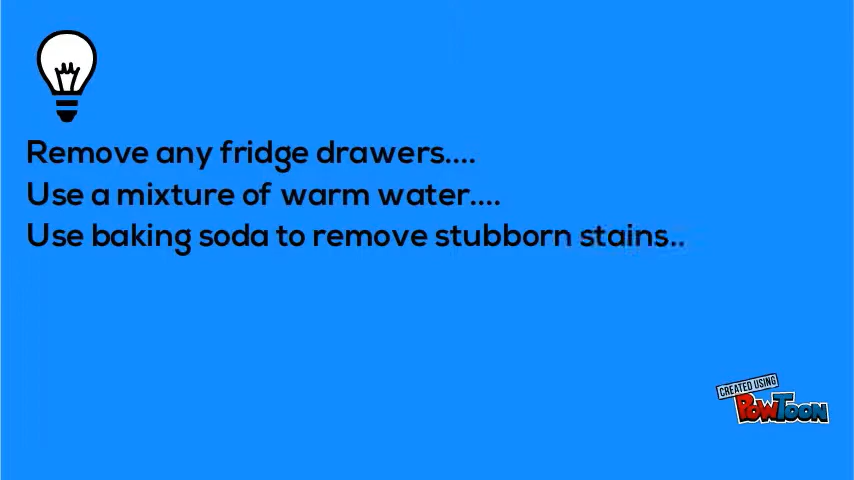 Remove any fridge drawers....
Use a mixture of warm water....
Use baking soda to remove stubborn stains..
CREATED USING
POWTOON